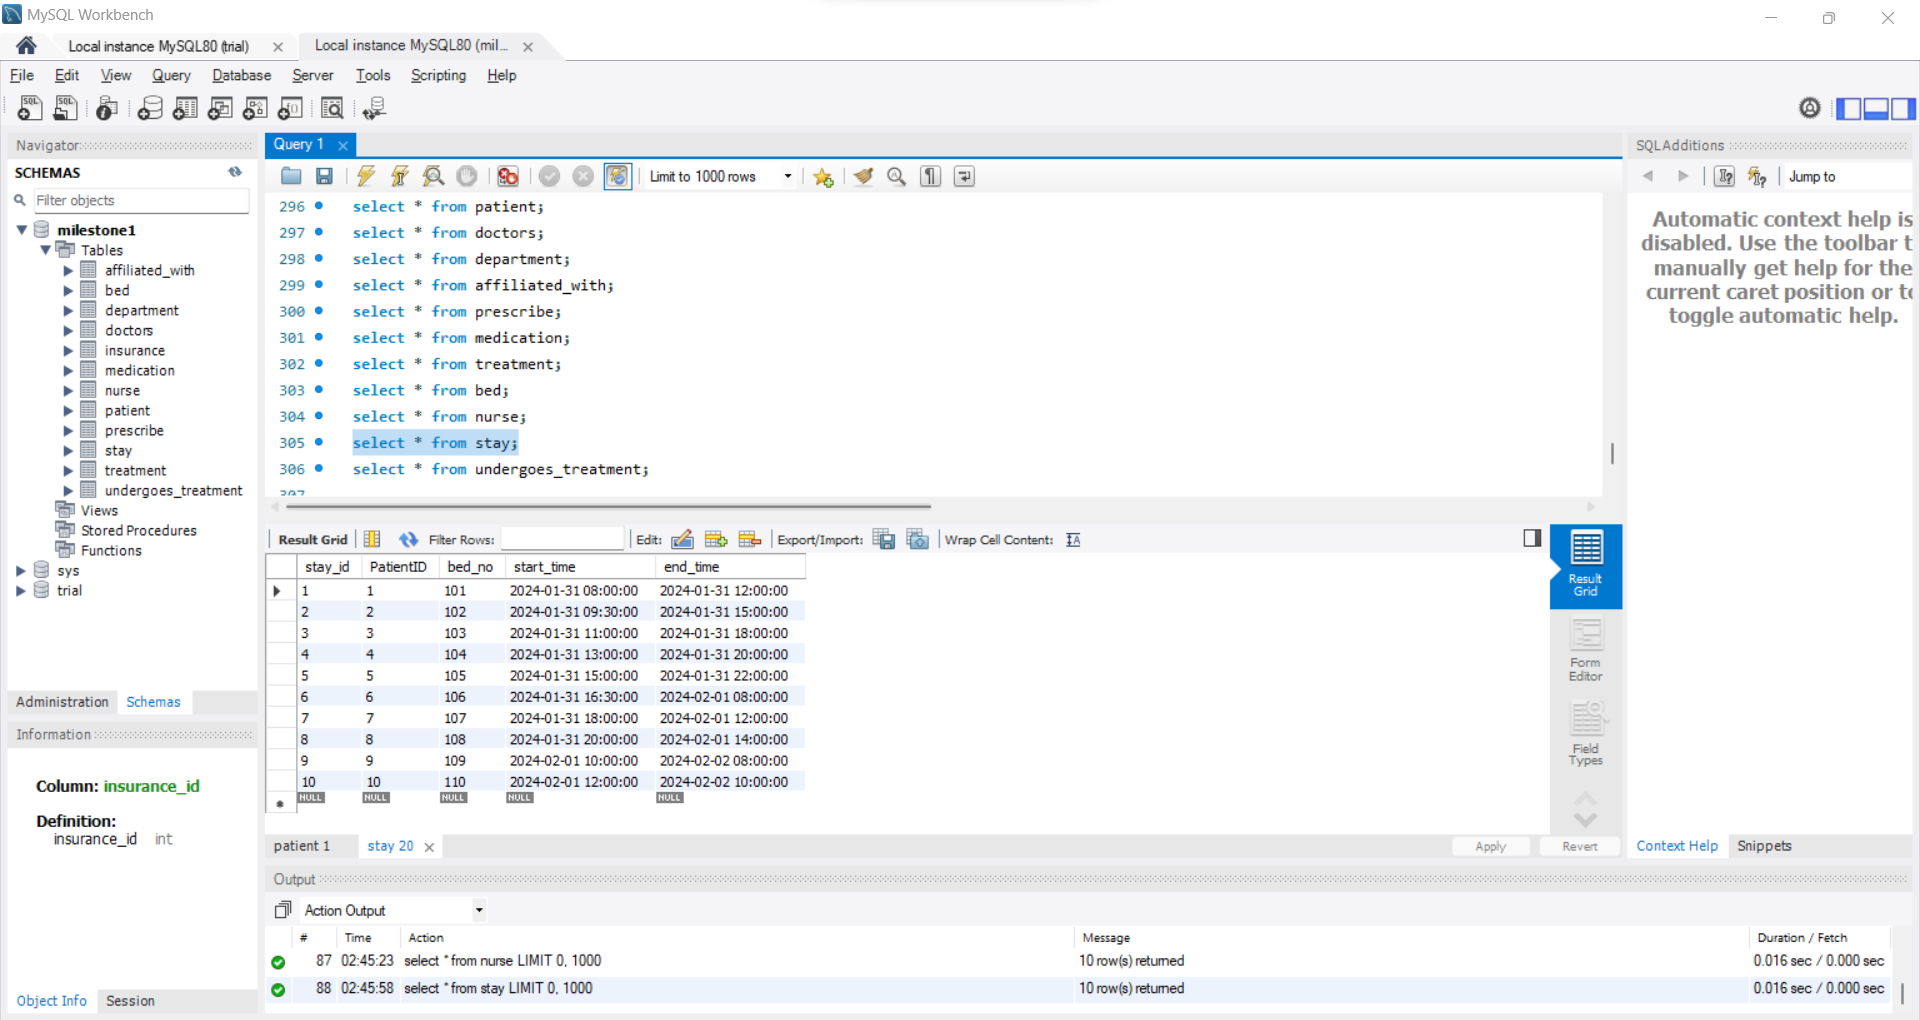 MySQL Workbench
Local instance MySQL80 (trial)
Local instance MySQL80 (mil...
File Edit View Query Database Server Tools Scripting Help
Navigator
SCHEMAS
Filter objects
milestone1
Tables
affiliated_with
bed
department
doctors
insurance
medication
nurse
patient
prescribe
stay
treatment
undergoes_treatment
Views
Stored Procedures
Functions
sys
trial
Administration Schemas
Information
Column: insurance_id
Definition:
insurance_id int
Object Info Session
Query 1
Limit to 1000 rows
296 select * from patient;
297 select * from doctors;
298 select * from department;
299 select * from affiliated_with;
300 select * from prescribe;
301 select * from medication;
302 select * from treatment;
303 select * from bed;
304 select * from nurse;
305 select * from stay;
306 select * from undergoes_treatment;
307
Result Grid Filter Rows: Edit: Export/Import: Wrap Cell Content:
stay_id PatientID bed_no start_time end_time
1 1 101 2024-01-31 08:00:00 2024-01-31 12:00:00
2 2 102 2024-01-31 09:30:00 2024-01-31 15:00:00
3 3 103 2024-01-31 11:00:00 2024-01-31 18:00:00
4 4 104 2024-01-31 13:00:00 2024-01-31 20:00:00
5 5 105 2024-01-31 15:00:00 2024-01-31 22:00:00
6 6 106 2024-01-31 16:30:00 2024-02-01 08:00:00
7 7 107 2024-01-31 18:00:00 2024-02-01 12:00:00
8 8 108 2024-01-31 20:00:00 2024-02-01 14:00:00
9 9 109 2024-02-01 10:00:00 2024-02-02 08:00:00
10 10 110 2024-02-01 12:00:00 2024-02-02 10:00:00
NULL NULL NULL NULL NULL
Result
Grid
Form
Editor
Field
Types
patient 1 stay 20
Apply Revert
Output
Action Output
# Time Action Message Duration / Fetch
87 02:45:23 select * from nurse LIMIT 0, 1000 10 row(s) returned 0.016 sec / 0.000 sec
88 02:45:58 select * from stay LIMIT 0, 1000 10 row(s) returned 0.016 sec / 0.000 sec
SQLAdditions
Jump to
Automatic context help is
disabled. Use the toolbar t
manually get help for the
current caret position or to
toggle automatic help.
Context Help Snippets